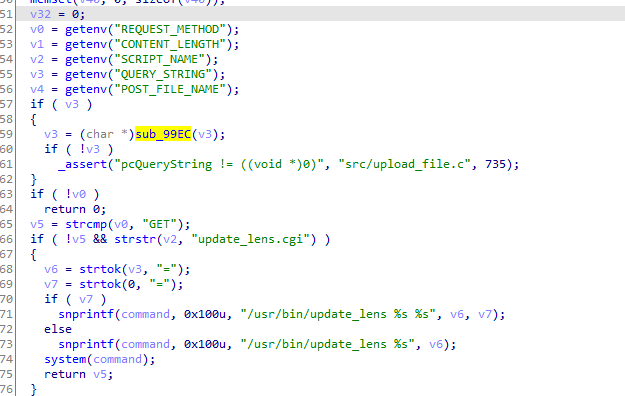 51 v32 = 0;
52 v0 = getenv("REQUEST_METHOD");
53 v1 = getenv("CONTENT_LENGTH");
54 v2 = getenv("SCRIPT_NAME");
55 v3 = getenv("QUERY_STRING");
56 v4 = getenv("POST_FILE_NAME");
57 if ( v3 )
58 {
59 v3 = (char *)sub_99EC(v3);
60 if ( !v3 )
61 _assert("pcQueryString != ((void *)0)", "src/upload_file.c", 735);
62 }
63 if ( !v0 )
64 return 0;
65 v5 = strcmp(v0, "GET");
66 if ( !v5 && strstr(v2, "update_lens.cgi") )
67 {
68 v6 = strtok(v3, "=");
69 v7 = strtok(0, "=");
70 if ( v7 )
71 snprintf(command, 0x100u, "/usr/bin/update_lens %s %s", v6, v7);
72 else
73 snprintf(command, 0x100u, "/usr/bin/update_lens %s", v6);
74 system(command);
75 return v5;
76 }